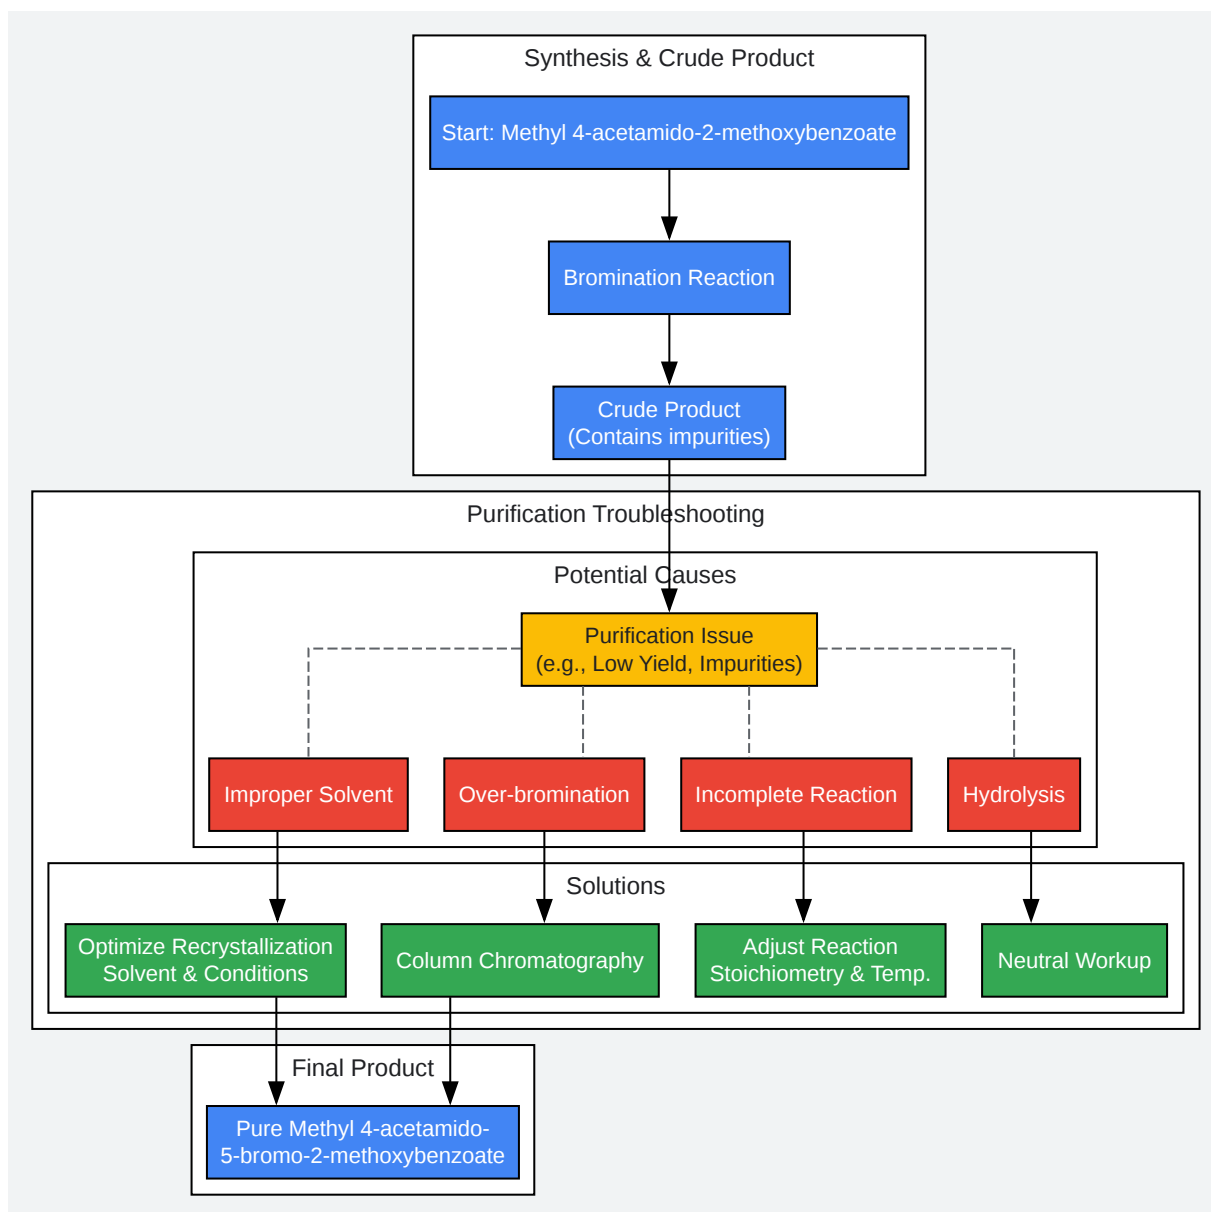 Synthesis & Crude Product
Start: Methyl 4-acetamido-2-methoxybenzoate
Bromination Reaction
Crude Product
(Contains impurities)
Purification Troubleshooting
Potential Causes
Purification Issue
(e.g., Low Yield, Impurities)
Improper Solvent
Over-bromination
Incomplete Reaction
Hydrolysis
Solutions
Optimize Recrystallization
Solvent & Conditions
Column Chromatography
Adjust Reaction
Stoichiometry & Temp.
Neutral Workup
Final Product
Pure Methyl 4-acetamido-
5-bromo-2-methoxybenzoate